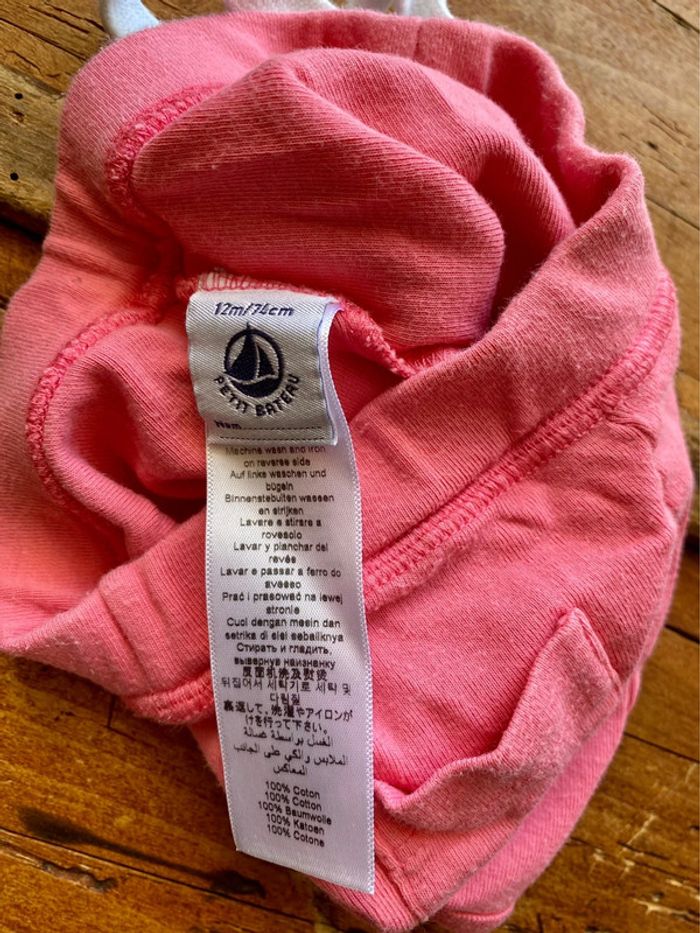 12m/74cm
PETIT BATEAU
Nom
Machine wash and iron
on reverse side
Auf links waschen und
bügeln
Binnenstebuiten wassen
en strijken
Lavare e stirare a
rovescio
Lavar y planchar del
revés
Lavar e passar a ferro do
avesso
Prać i prasować na lewej
stronie
Cuci dengan mesin dan
setrika di sisi sebaliknya
Стирать и гладить,
вывернув наизнанку
反面机洗及熨烫
뒤집어서 세탁기로 세탁 및
다림질
裏返して、洗濯やアイロンが
けを行って下さい。
الغسل بواسطة غسالة
الملابس والكي على الجانب
المعاكس
100% Coton
100% Cotton
100% Baumwolle
100% Katoen
100% Cotone